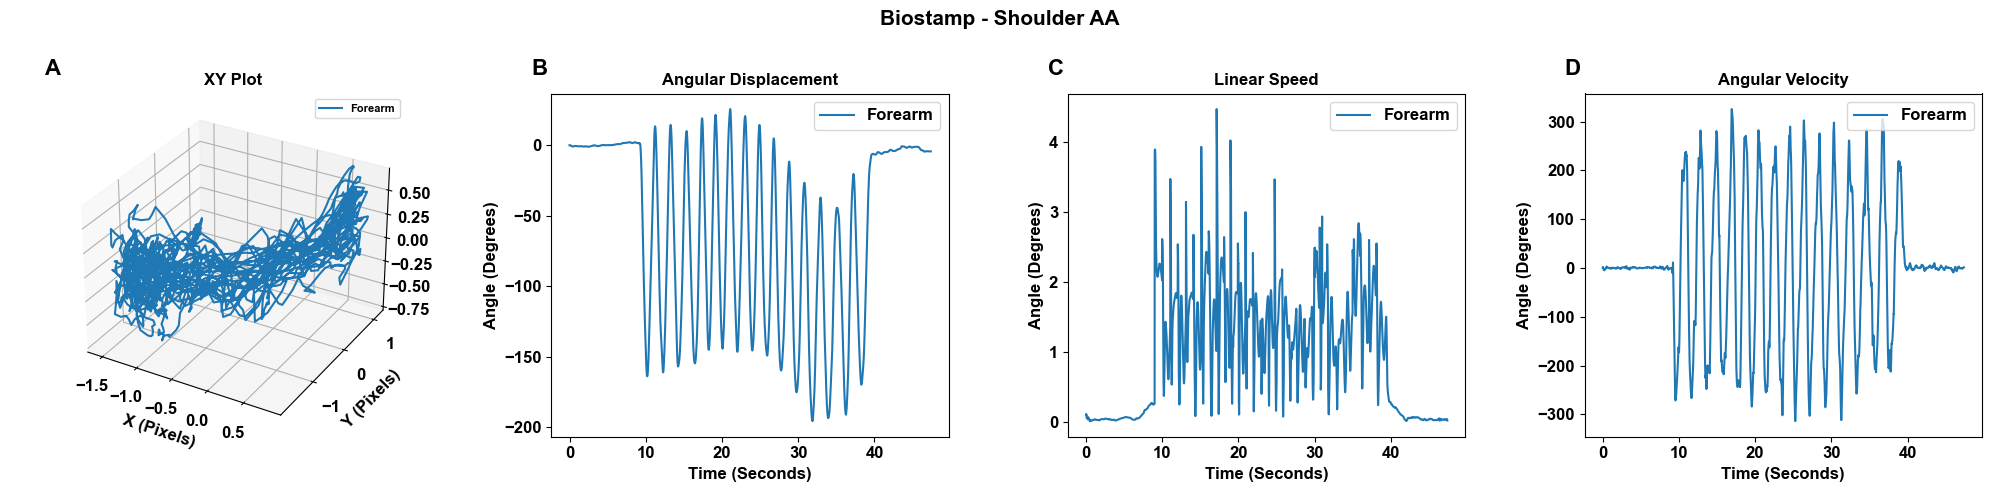 Biostamp - Shoulder AA
A
XY Plot
Forearm
0.50
0.25
0.00
−0.25
−0.50
−0.75
1
0
−1
Y (Pixels)
−1.5
−1.0
−0.5
0.0
0.5
X (Pixels)
B
Angular Displacement
Forearm
Angle (Degrees)
0
−50
−100
−150
−200
0 10 20 30 40
Time (Seconds)
C
Linear Speed
Forearm
Angle (Degrees)
4
3
2
1
0
0 10 20 30 40
Time (Seconds)
D
Angular Velocity
Forearm
Angle (Degrees)
300
200
100
0
−100
−200
−300
0 10 20 30 40
Time (Seconds)